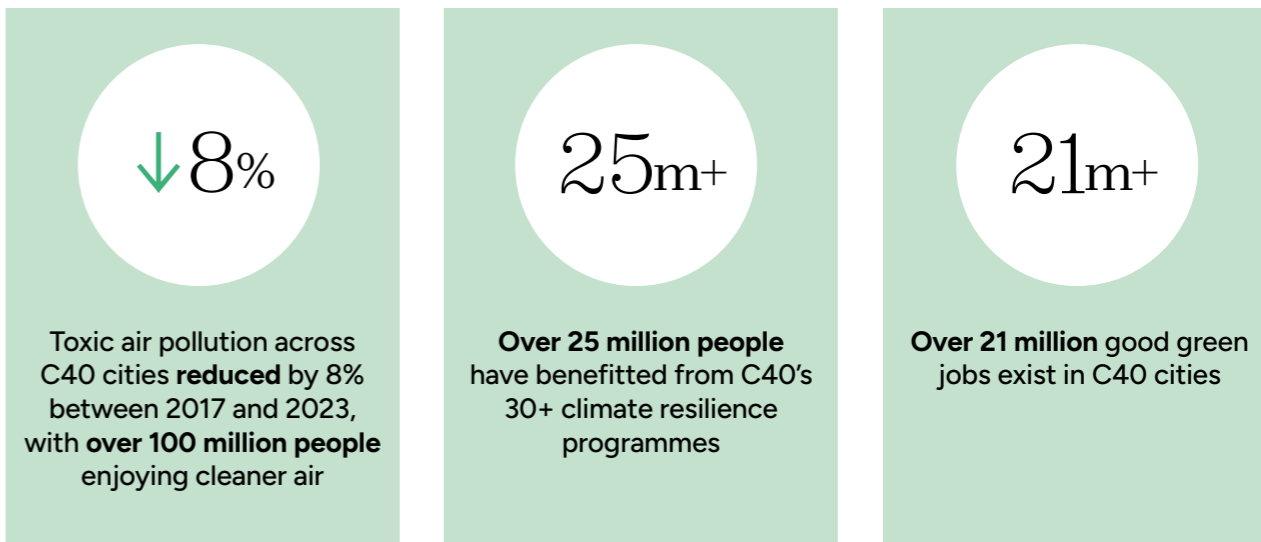 ↓8%
Toxic air pollution across
C40 cities reduced by 8%
between 2017 and 2023,
with over 100 million people
enjoying cleaner air
25m+
Over 25 million people
have benefitted from C40’s
30+ climate resilience
programmes
21m+
Over 21 million good green
jobs exist in C40 cities